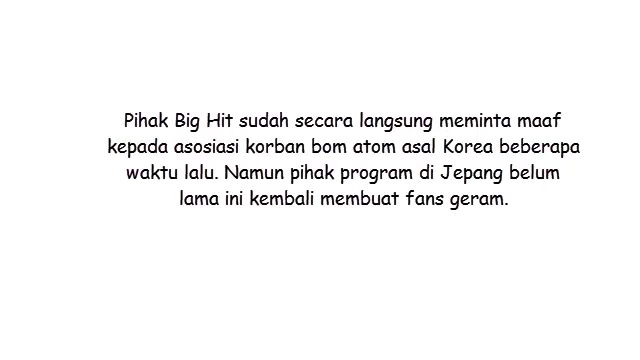 Pihak Big Hit sudah secara langsung meminta maaf
kepada asosiasi korban bom atom asal Korea beberapa
waktu lalu. Namun pihak program di Jepang belum
lama ini kembali membuat fans geram.